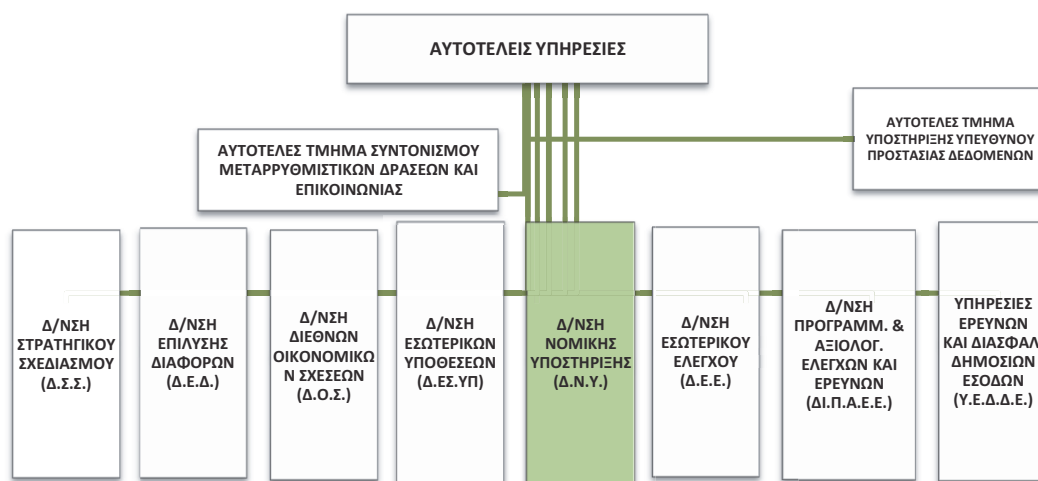 ΑΥΤΟΤΕΛΕΙΣ ΥΠΗΡΕΣΙΕΣ
ΑΥΤΟΤΕΛΕΣ ΤΜΗΜΑ
ΥΠΟΣΤΗΡΙΞΗΣ ΥΠΕΥΘΥΝΟΥ
ΠΡΟΣΤΑΣΙΑΣ ΔΕΔΟΜΕΝΩΝ
ΑΥΤΟΤΕΛΕΣ ΤΜΗΜΑ ΣΥΝΤΟΝΙΣΜΟΥ
ΜΕΤΑΡΡΥΘΜΙΣΤΙΚΩΝ ΔΡΑΣΕΩΝ ΚΑΙ
ΕΠΙΚΟΙΝΩΝΙΑΣ
Δ/ΝΣΗ
ΣΤΡΑΤΗΓΙΚΟΥ
ΣΧΕΔΙΑΣΜΟΥ
(Δ.Σ.Σ.)
Δ/ΝΣΗ
ΕΠΙΛΥΣΗΣ
ΔΙΑΦΟΡΩΝ
(Δ.Ε.Δ.)
Δ/ΝΣΗ
ΔΙΕΘΝΩΝ
ΟΙΚΟΝΟΜΙΚΩ
Ν ΣΧΕΣΕΩΝ
(Δ.Ο.Σ.)
Δ/ΝΣΗ
ΕΣΩΤΕΡΙΚΩΝ
ΥΠΟΘΕΣΕΩΝ
(Δ.ΕΣ.ΥΠ)
Δ/ΝΣΗ
ΝΟΜΙΚΗΣ
ΥΠΟΣΤΗΡΙΞΗΣ
(Δ.Ν.Υ.)
Δ/ΝΣΗ
ΕΣΩΤΕΡΙΚΟΥ
ΕΛΕΓΧΟΥ
(Δ.Ε.Ε.)
Δ/ΝΣΗ
ΠΡΟΓΡΑΜΜ. &
ΑΞΙΟΛΟΓ.
ΕΛΕΓΧΩΝ ΚΑΙ
ΕΡΕΥΝΩΝ
(ΔΙ.Π.Α.Ε.Ε.)
ΥΠΗΡΕΣΙΕΣ
ΕΡΕΥΝΩΝ
ΚΑΙ ΔΙΑΣΦΑΛ
ΔΗΜΟΣΙΩΝ
ΕΣΟΔΩΝ
(Υ.Ε.Δ.Δ.Ε.)